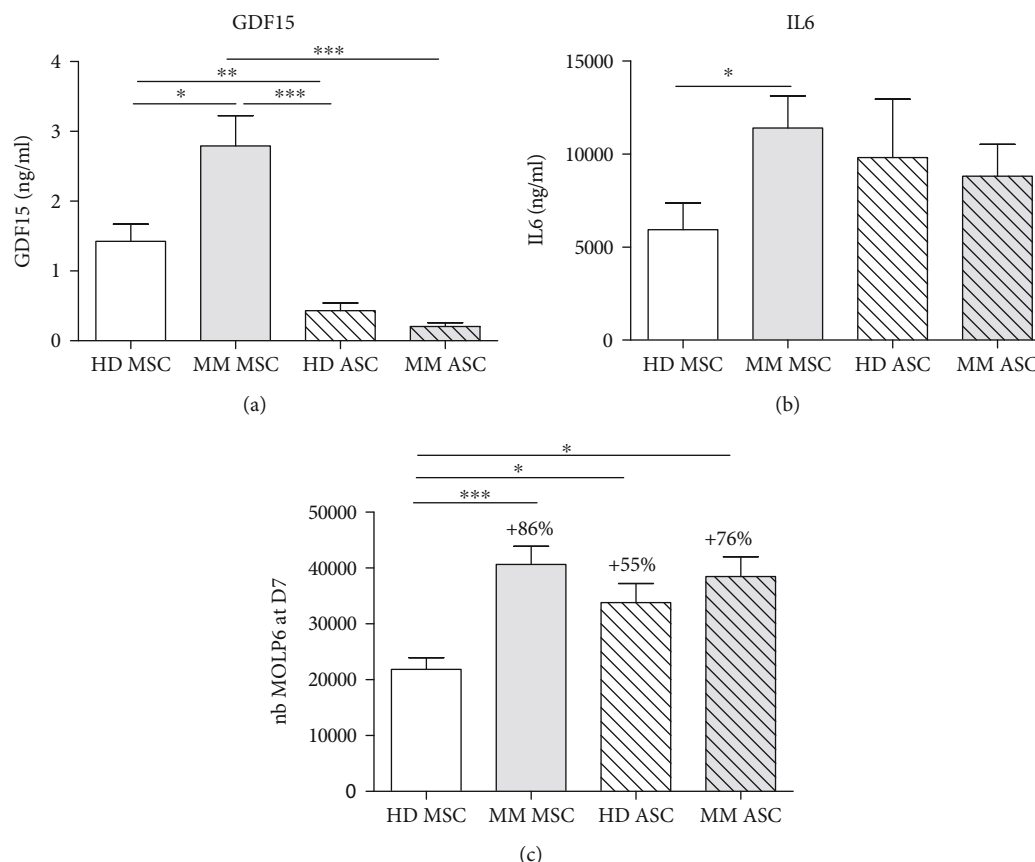 GDF15
GDF15 (ng/ml)
4
3
2
1
0
***
**
*
***
HD MSC
MM MSC
HD ASC
MM ASC
(a)
IL6
IL6 (ng/ml)
15000
10000
5000
0
*
HD MSC
MM MSC
HD ASC
MM ASC
(b)
nb MOLP6 at D7
50000
40000
30000
20000
10000
0
*
*
***
+86%
+55%
+76%
HD MSC
MM MSC
HD ASC
MM ASC
(c)